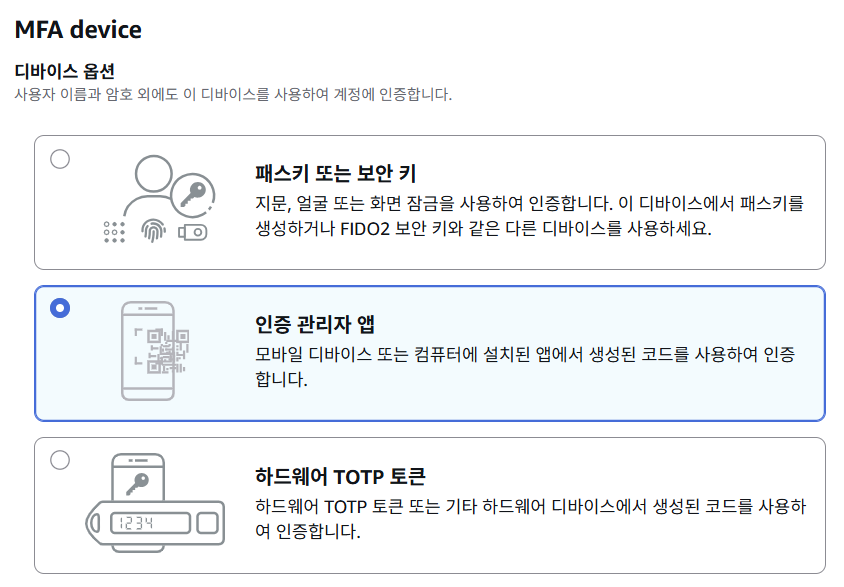 MFA device
디바이스 옵션
사용자 이름과 암호 외에도 이 디바이스를 사용하여 계정에 인증합니다.
패스키 또는 보안 키
지문, 얼굴 또는 화면 잠금을 사용하여 인증합니다. 이 디바이스에서 패스키를
생성하거나 FIDO2 보안 키와 같은 다른 디바이스를 사용하세요.
인증 관리자 앱
모바일 디바이스 또는 컴퓨터에 설치된 앱에서 생성된 코드를 사용하여 인증
합니다.
하드웨어 TOTP 토큰
1234
하드웨어 TOTP 토큰 또는 기타 하드웨어 디바이스에서 생성된 코드를 사용하
여 인증합니다.